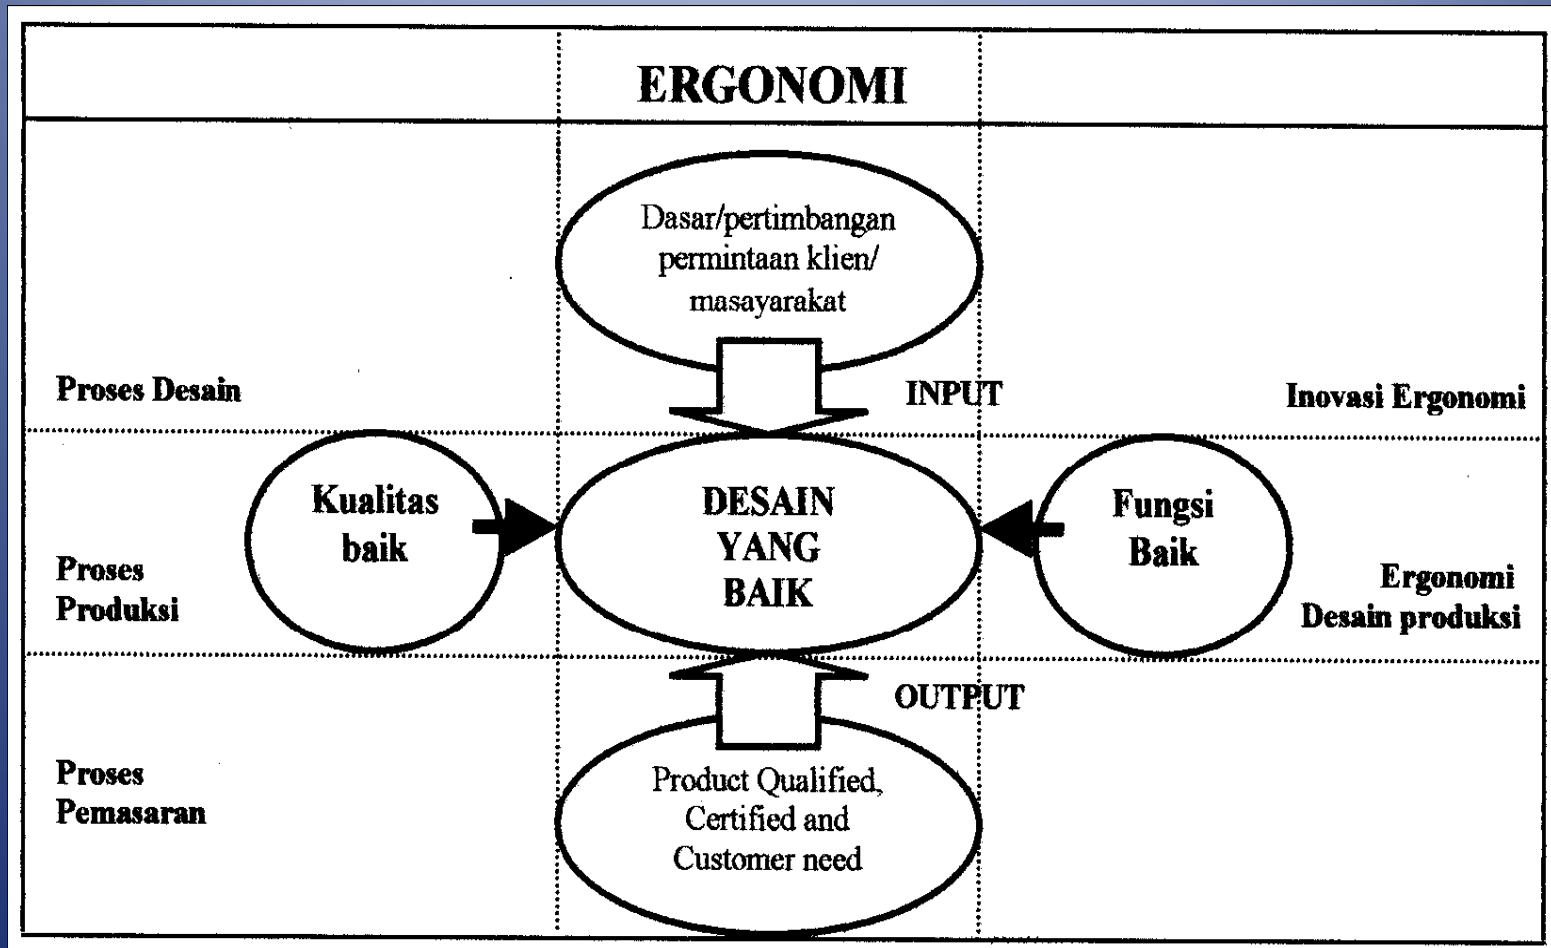 ERGONOMI
Dasar/pertimbangan
permintaan klien/
masayarakat
Proses Desain
INPUT
Inovasi Ergonomi
Kualitas
baik
DESAIN
YANG
BAIK
Fungsi
Baik
Proses
Produksi
Ergonomi
Desain produksi
OUTPUT
Proses
Pemasaran
Product Qualified,
Certified and
Customer need